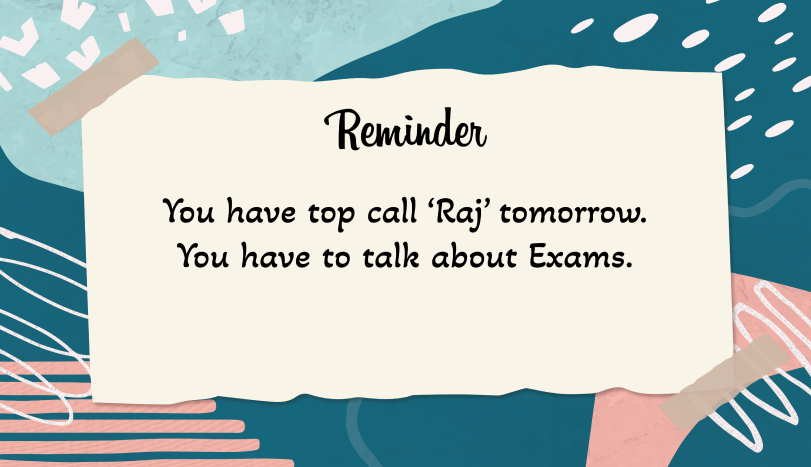 Reminder
You have top call ‘Raj’ tomorrow.
You have to talk about Exams.